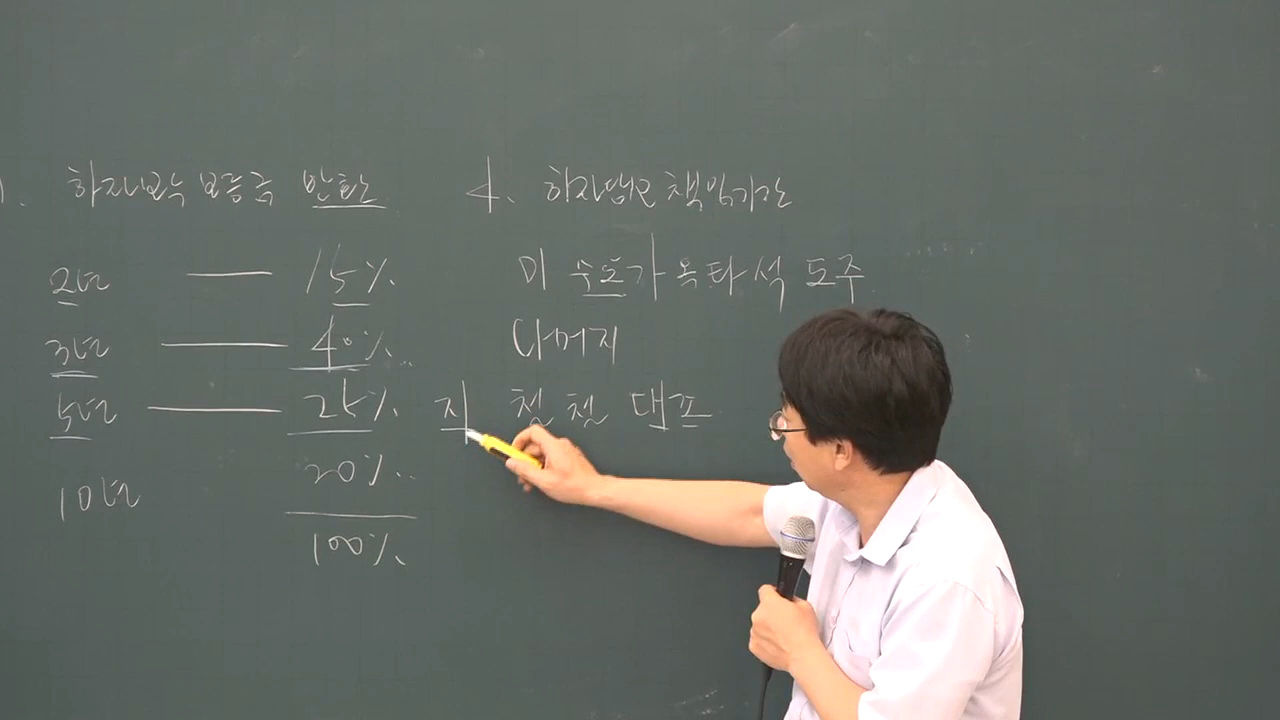 하자보수 보증금 반환
2년 — 15%
3년 — 40%
5년 — 25%
10년 20%
100%
4. 하자담보 책임기간
미 수도가 옥타석 도주
나머지
지 철철 대포